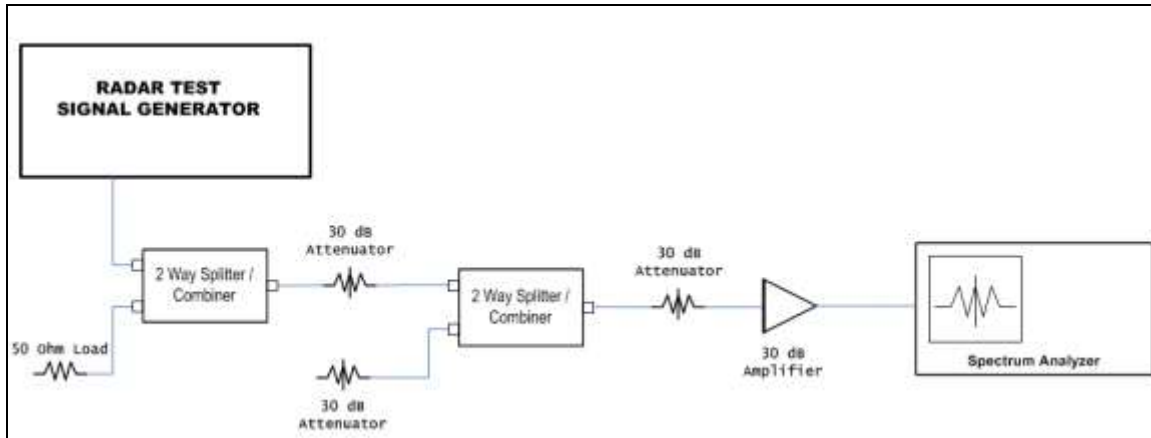 RADAR TEST
SIGNAL GENERATOR
2 Way Splitter /
Combiner
50 Ohm Load
30 dB
Attenuator
30 dB
Attenuator
2 Way Splitter /
Combiner
30 dB
Attenuator
30 dB
Amplifier
Spectrum Analyzer